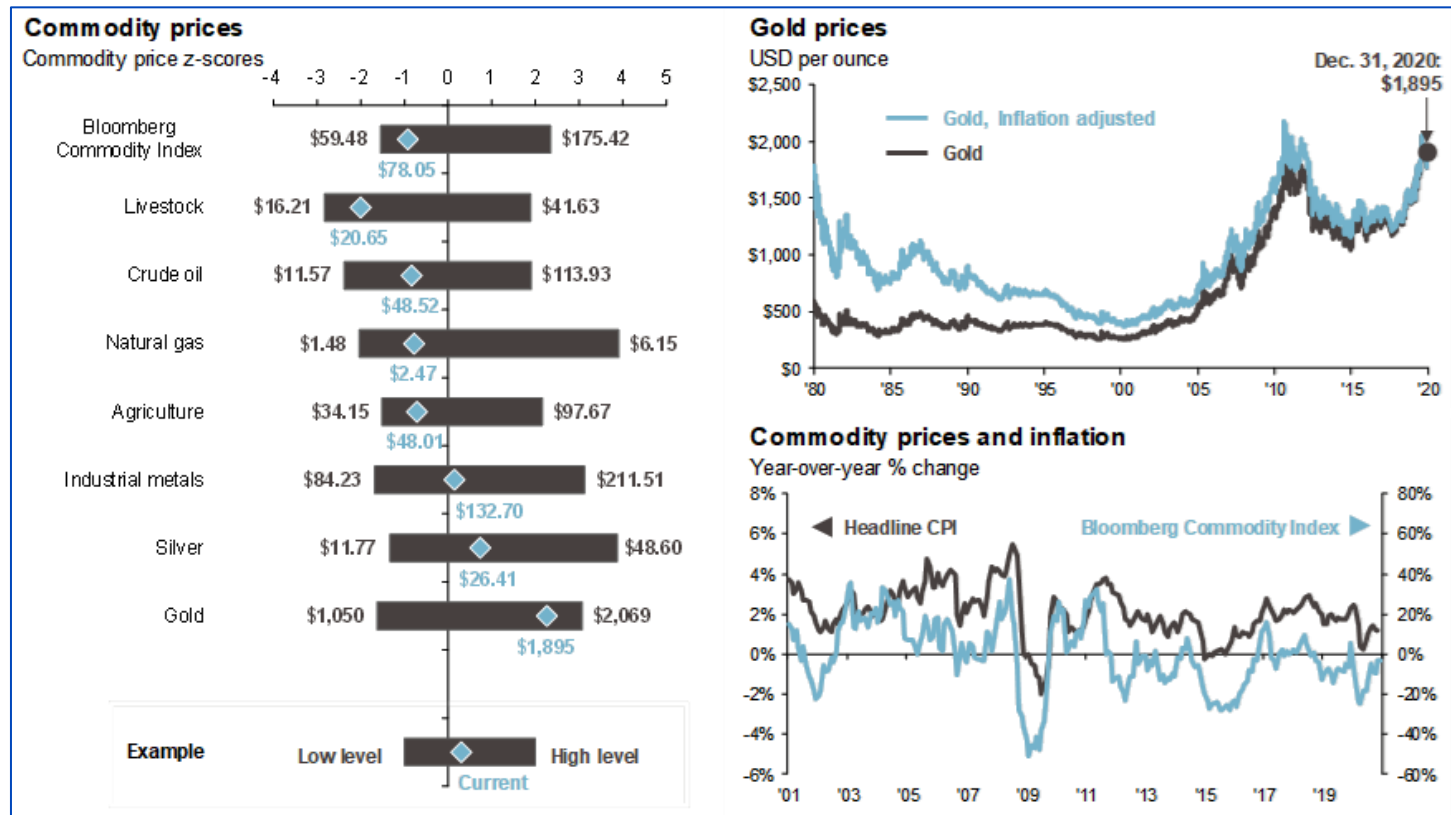 Commodity prices
Commodity price z-scores
-4 -3 -2 -1 0 1 2 3 4 5
Bloomberg
Commodity Index
$59.48 $175.42
$78.05
Livestock
$16.21 $41.63
$20.65
Crude oil
$11.57 $113.93
$48.52
Natural gas
$1.48 $6.15
$2.47
Agriculture
$34.15 $97.67
$48.01
Industrial metals
$84.23 $211.51
$132.70
Silver
$11.77 $48.60
$26.41
Gold
$1,050 $2,069
$1,895
Example
Low level High level
Current
Gold prices
USD per ounce
Dec. 31, 2020:
$1,895
$2,500
$2,000
$1,500
$1,000
$500
$0
Gold, Inflation adjusted
Gold
'80 '85 '90 '95 '00 '05 '10 '15 '20
Commodity prices and inflation
Year-over-year % change
8% 80%
6% Headline CPI Bloomberg Commodity Index 60%
4% 40%
2% 20%
0% 0%
-2% -20%
-4% -40%
-6% -60%
'01 '03 '05 '07 '09 '11 '13 '15 '17 '19